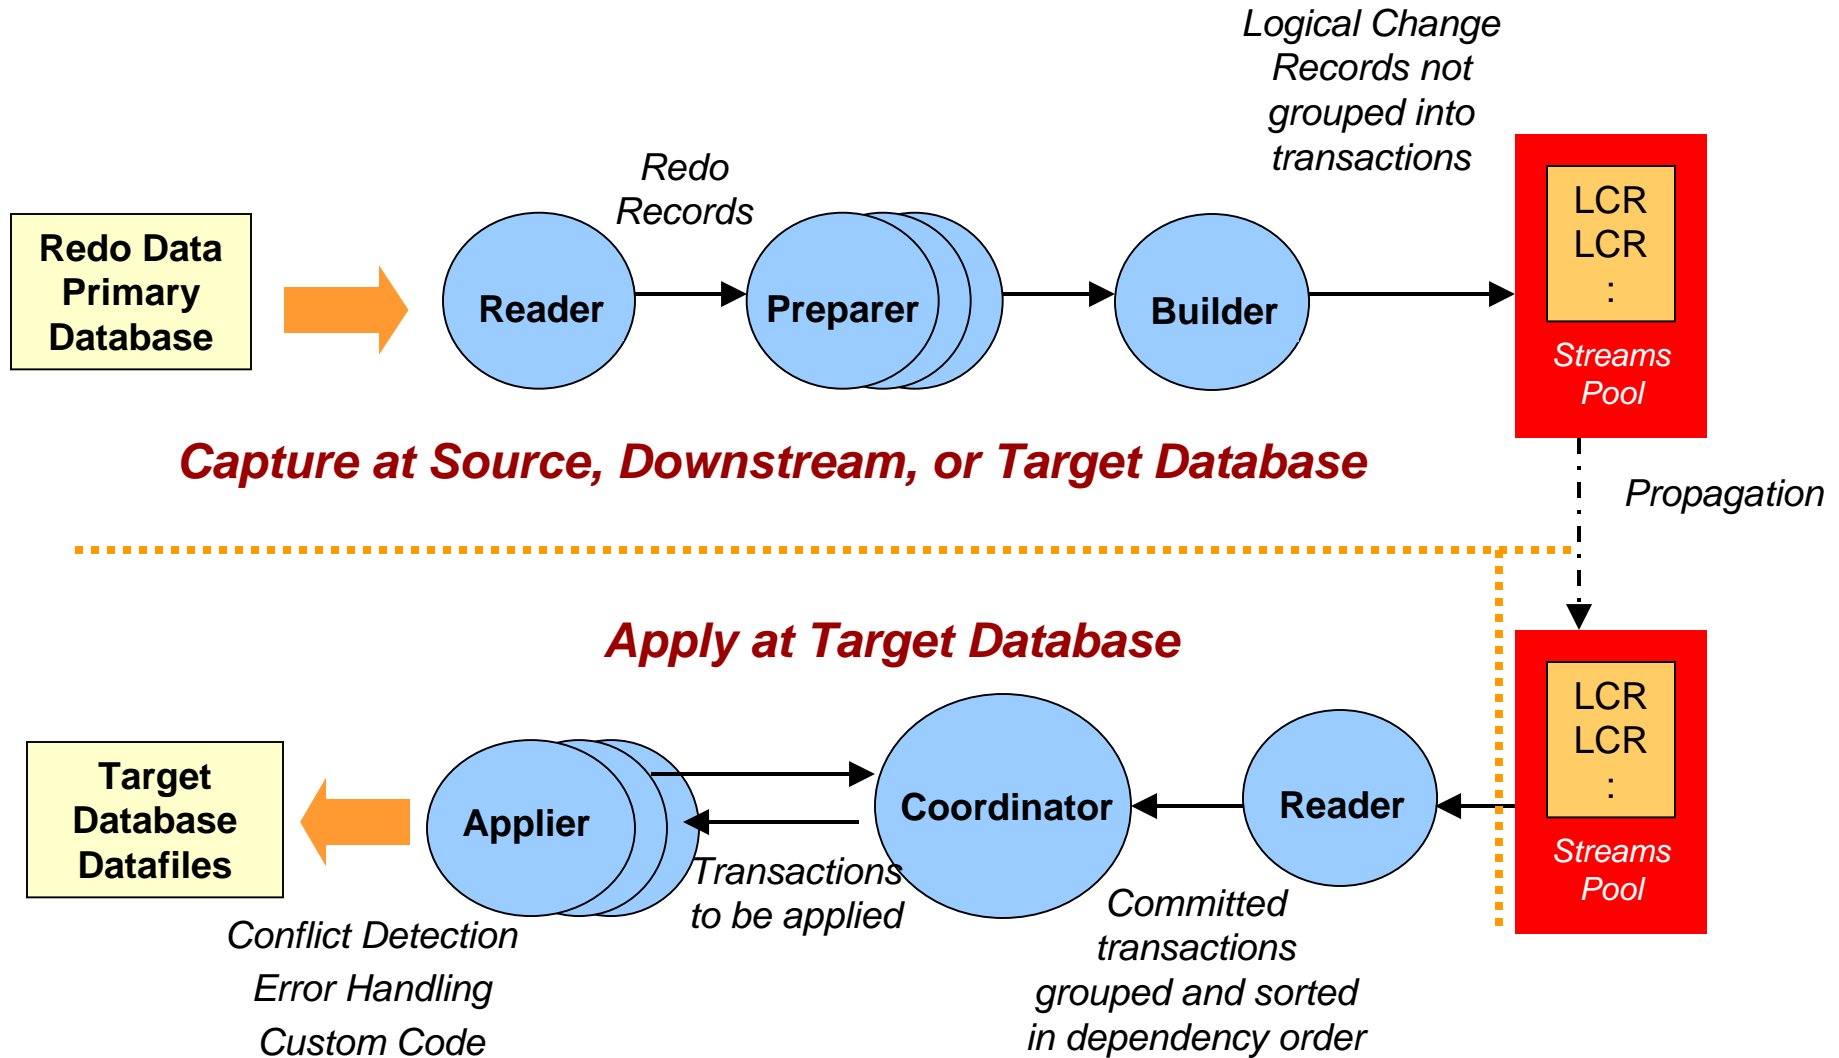 Logical Change
Records not
grouped into
transactions
Redo
Records
Redo Data
Primary
Database
Reader
Preparer
Builder
LCR
LCR
:
Streams
Pool
Capture at Source, Downstream, or Target Database
Propagation
Apply at Target Database
LCR
LCR
:
Streams
Pool
Reader
Coordinator
Applier
Target
Database
Datafiles
Transactions
to be applied
Committed
transactions
grouped and sorted
in dependency order
Conflict Detection
Error Handling
Custom Code